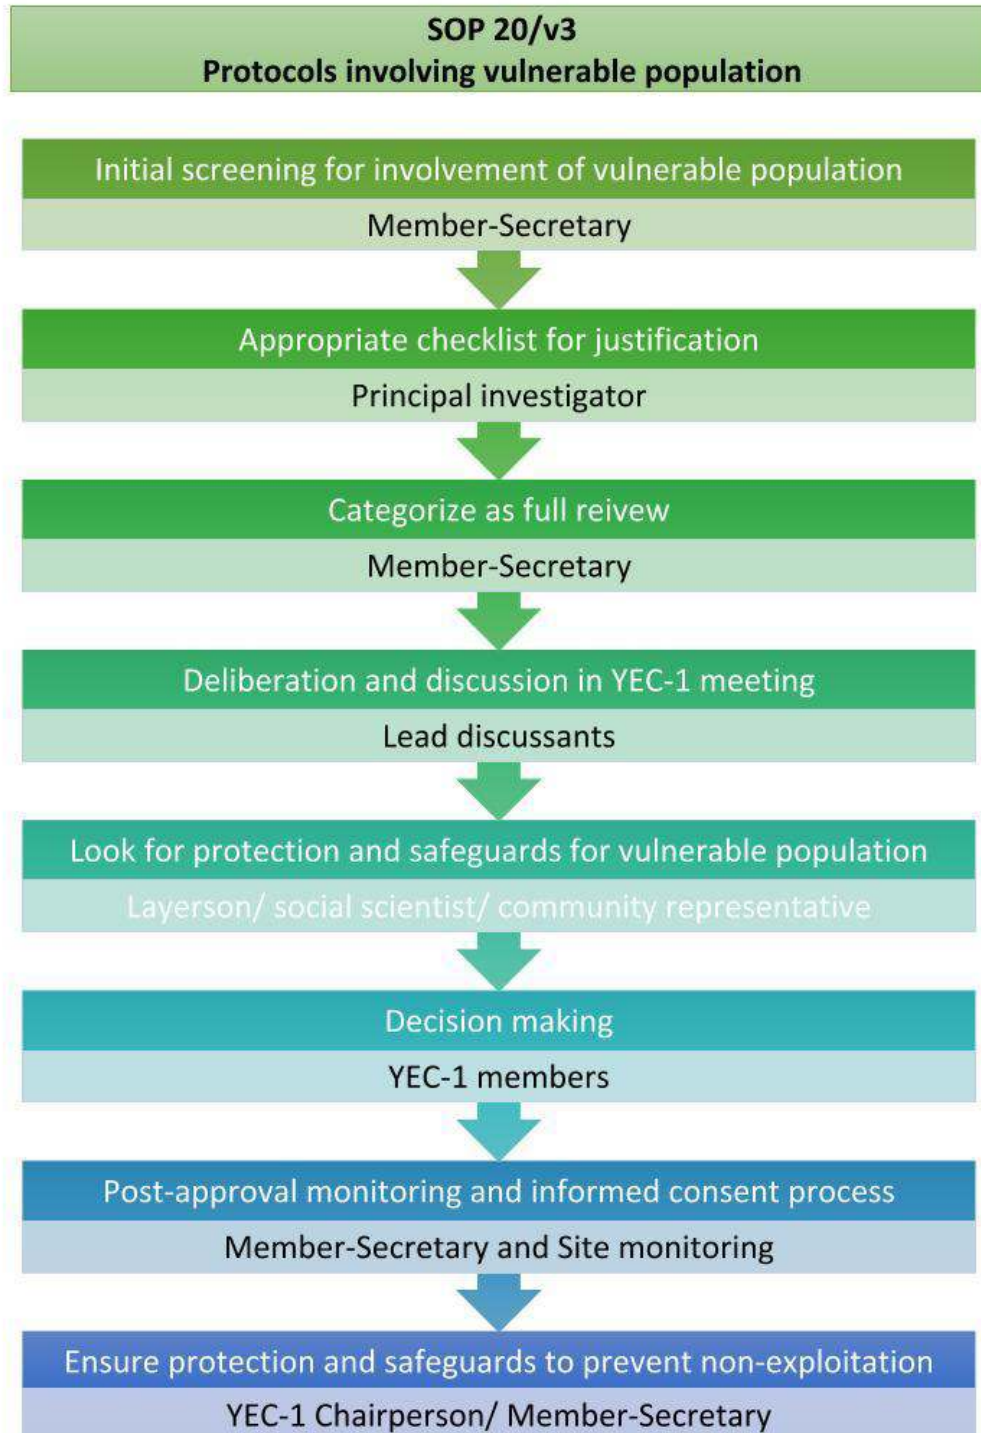 SOP 20/v3
Protocols involving vulnerable population
Initial screening for involvement of vulnerable population
Member-Secretary
Appropriate checklist for justification
Principal investigator
Categorize as full reivew
Member-Secretary
Deliberation and discussion in YEC-1 meeting
Lead discussants
Look for protection and safeguards for vulnerable population
Layerson/ social scientist/ community representative
Decision making
YEC-1 members
Post-approval monitoring and informed consent process
Member-Secretary and Site monitoring
Ensure protection and safeguards to prevent non-exploitation
YEC-1 Chairperson/ Member-Secretary